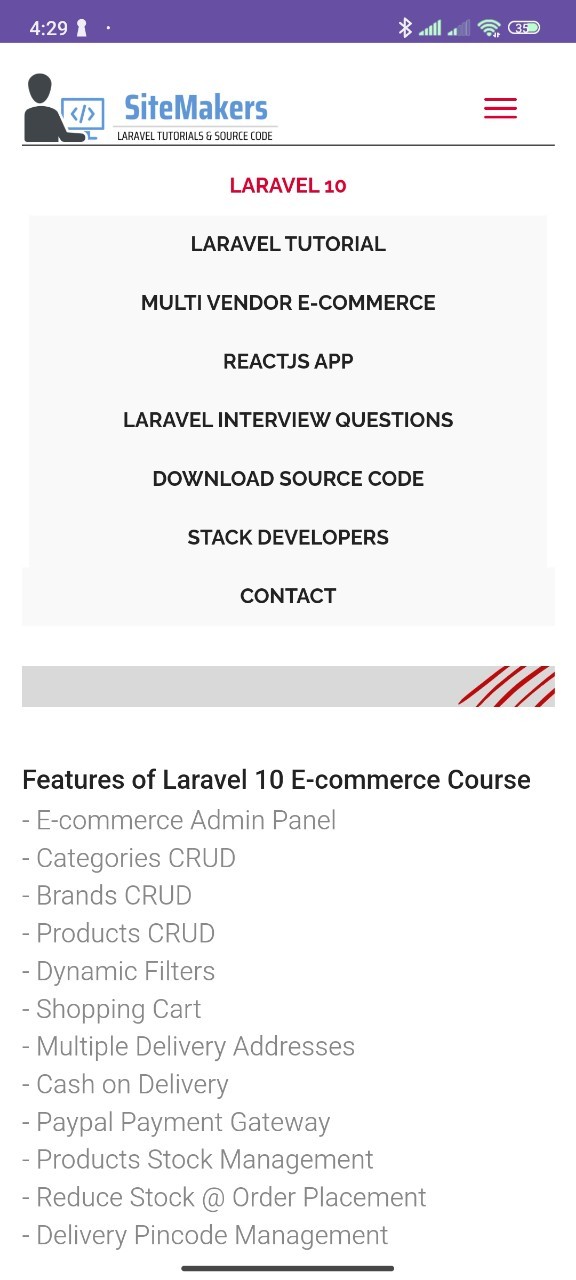 4:29
35
</>
SiteMakers
LARAVEL TUTORIALS & SOURCE CODE
LARAVEL 10
LARAVEL TUTORIAL
MULTI VENDOR E-COMMERCE
REACTJS APP
LARAVEL INTERVIEW QUESTIONS
DOWNLOAD SOURCE CODE
STACK DEVELOPERS
CONTACT
Features of Laravel 10 E-commerce Course
- E-commerce Admin Panel
- Categories CRUD
- Brands CRUD
- Products CRUD
- Dynamic Filters
- Shopping Cart
- Multiple Delivery Addresses
- Cash on Delivery
- Paypal Payment Gateway
- Products Stock Management
- Reduce Stock @ Order Placement
- Delivery Pincode Management